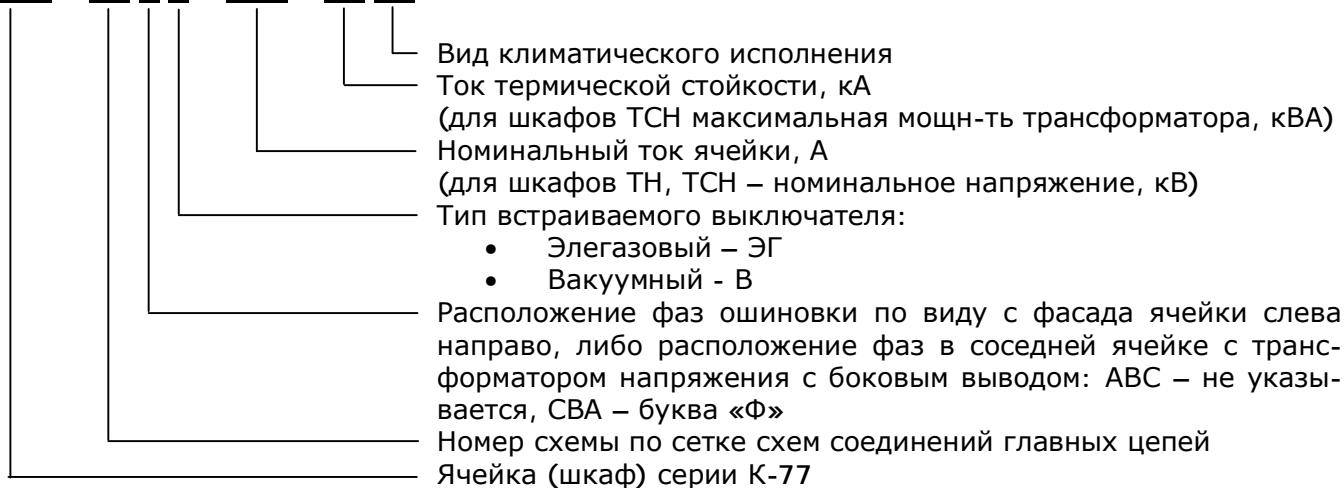 Вид климатического исполнения
Ток термической стойкости, кА
(для шкафов ТСН максимальная мощн-ть трансформатора, кВА)
Номинальный ток ячейки, А
(для шкафов ТН, ТСН – номинальное напряжение, кВ)
Тип встраиваемого выключателя:
• Элегазовый – ЭГ
• Вакуумный - В
Расположение фаз ошиновки по виду с фасада ячейки слева
направо, либо расположение фаз в соседней ячейке с транс-
форматором напряжения с боковым выводом: АВС – не указы-
вается, СВА – буква «Ф»
Номер схемы по сетке схем соединений главных цепей
Ячейка (шкаф) серии К-77